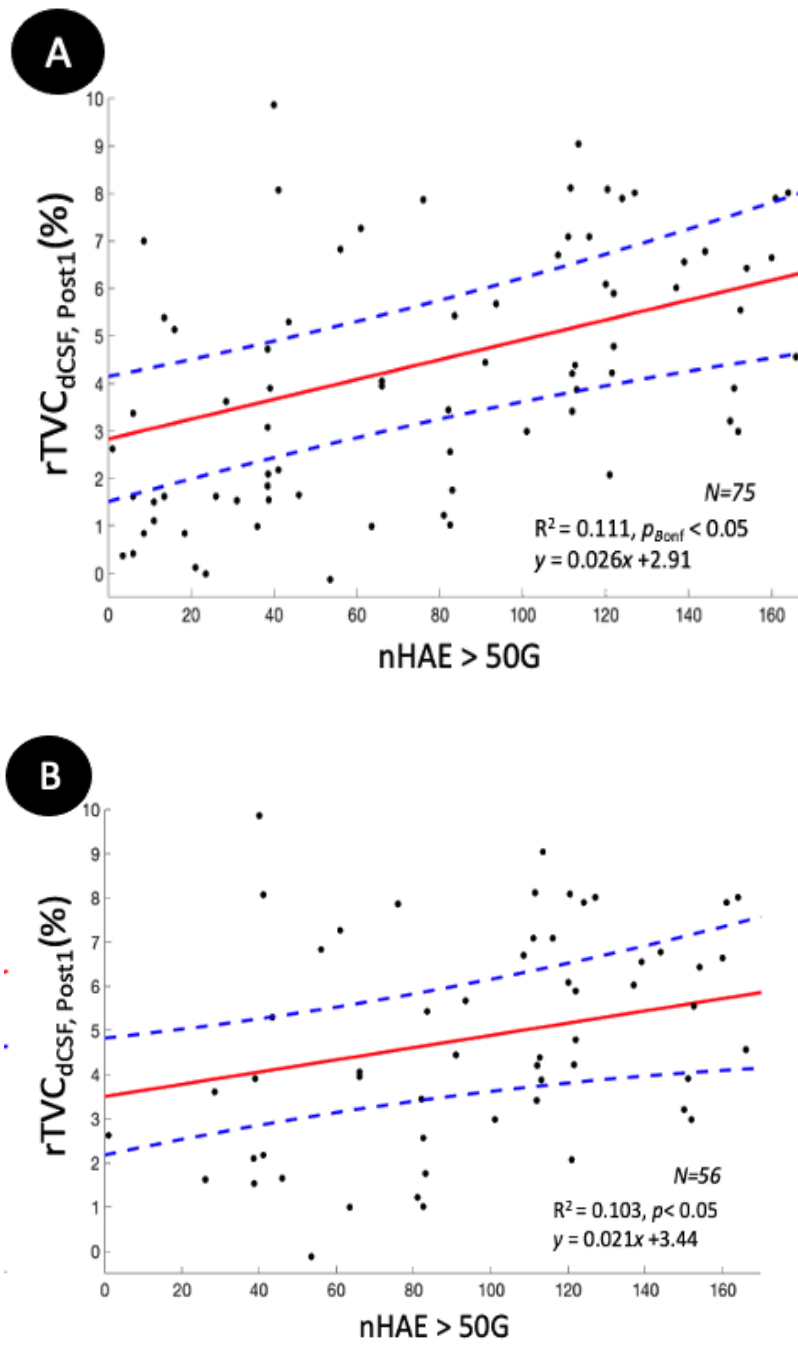 A
10
9
8
7
6
5
4
3
2
1
0
rTVC dCSF, Post1 (%)
N=75
R² = 0.111, pBonf < 0.05
y = 0.026x +2.91
0 20 40 60 80 100 120 140 160
nHAE > 50G
B
10
9
8
7
6
5
4
3
2
1
0
rTVC dCSF, Post1 (%)
N=56
R² = 0.103, p< 0.05
y = 0.021x +3.44
0 20 40 60 80 100 120 140 160
nHAE > 50G